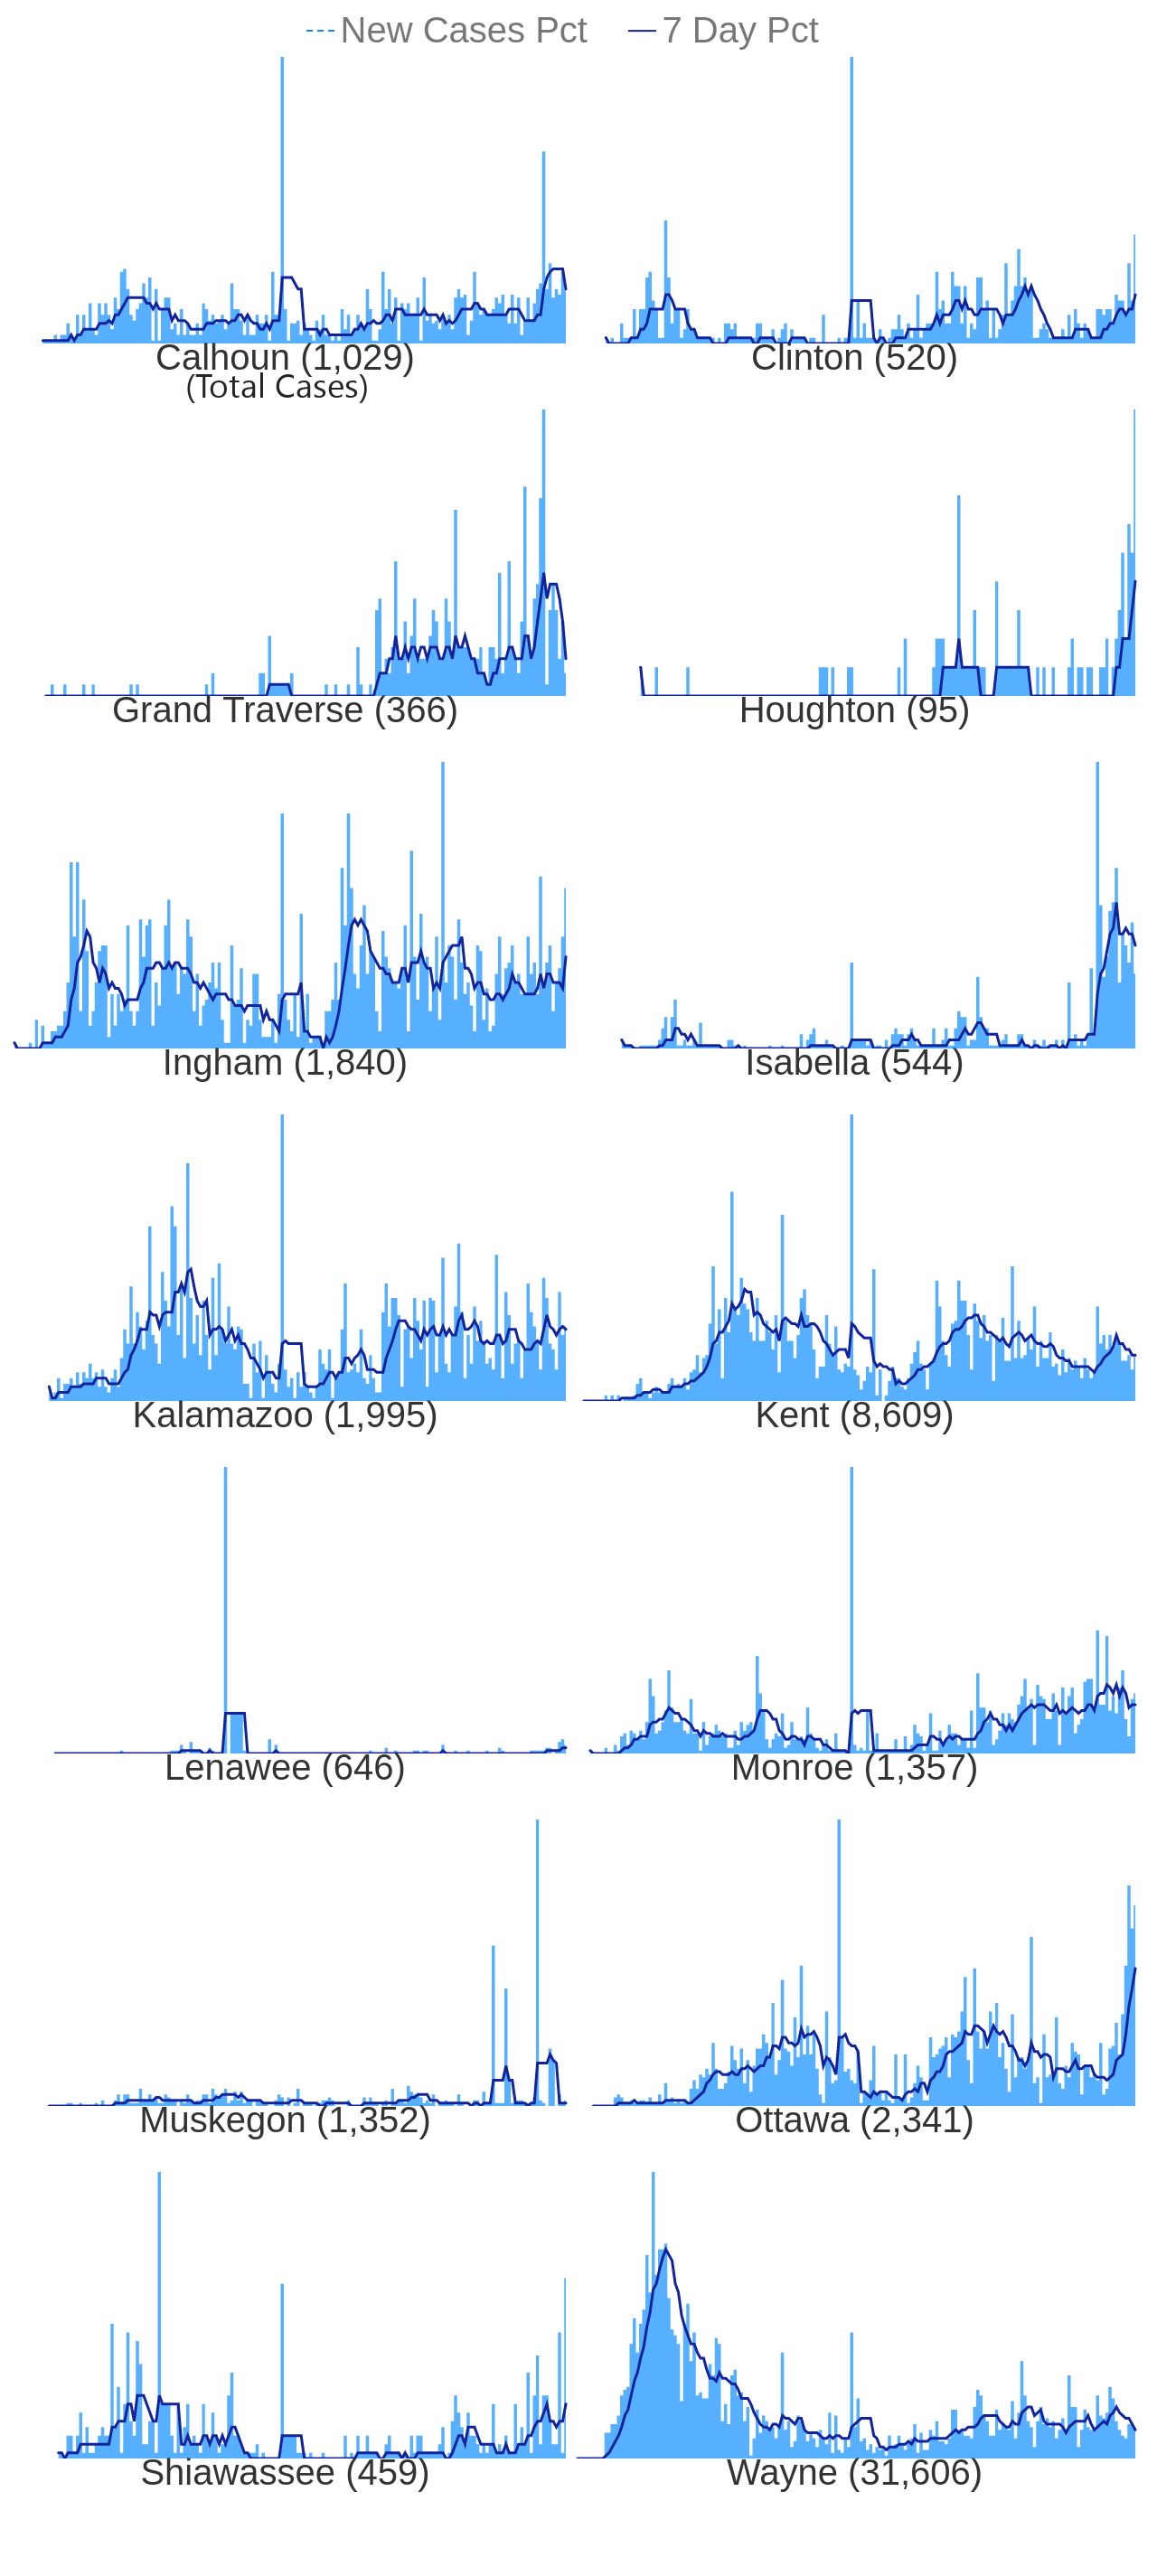 New Cases Pct 7 Day Pct
Calhoun (1,029) Clinton (520)
(Total Cases)
Grand Traverse (366) Houghton (95)
Ingham (1,840) Isabella (544)
Kalamazoo (1,995) Kent (8,609)
Lenawee (646) Monroe (1,357)
Muskegon (1,352) Ottawa (2,341)
Shiawassee (459) Wayne (31,606)